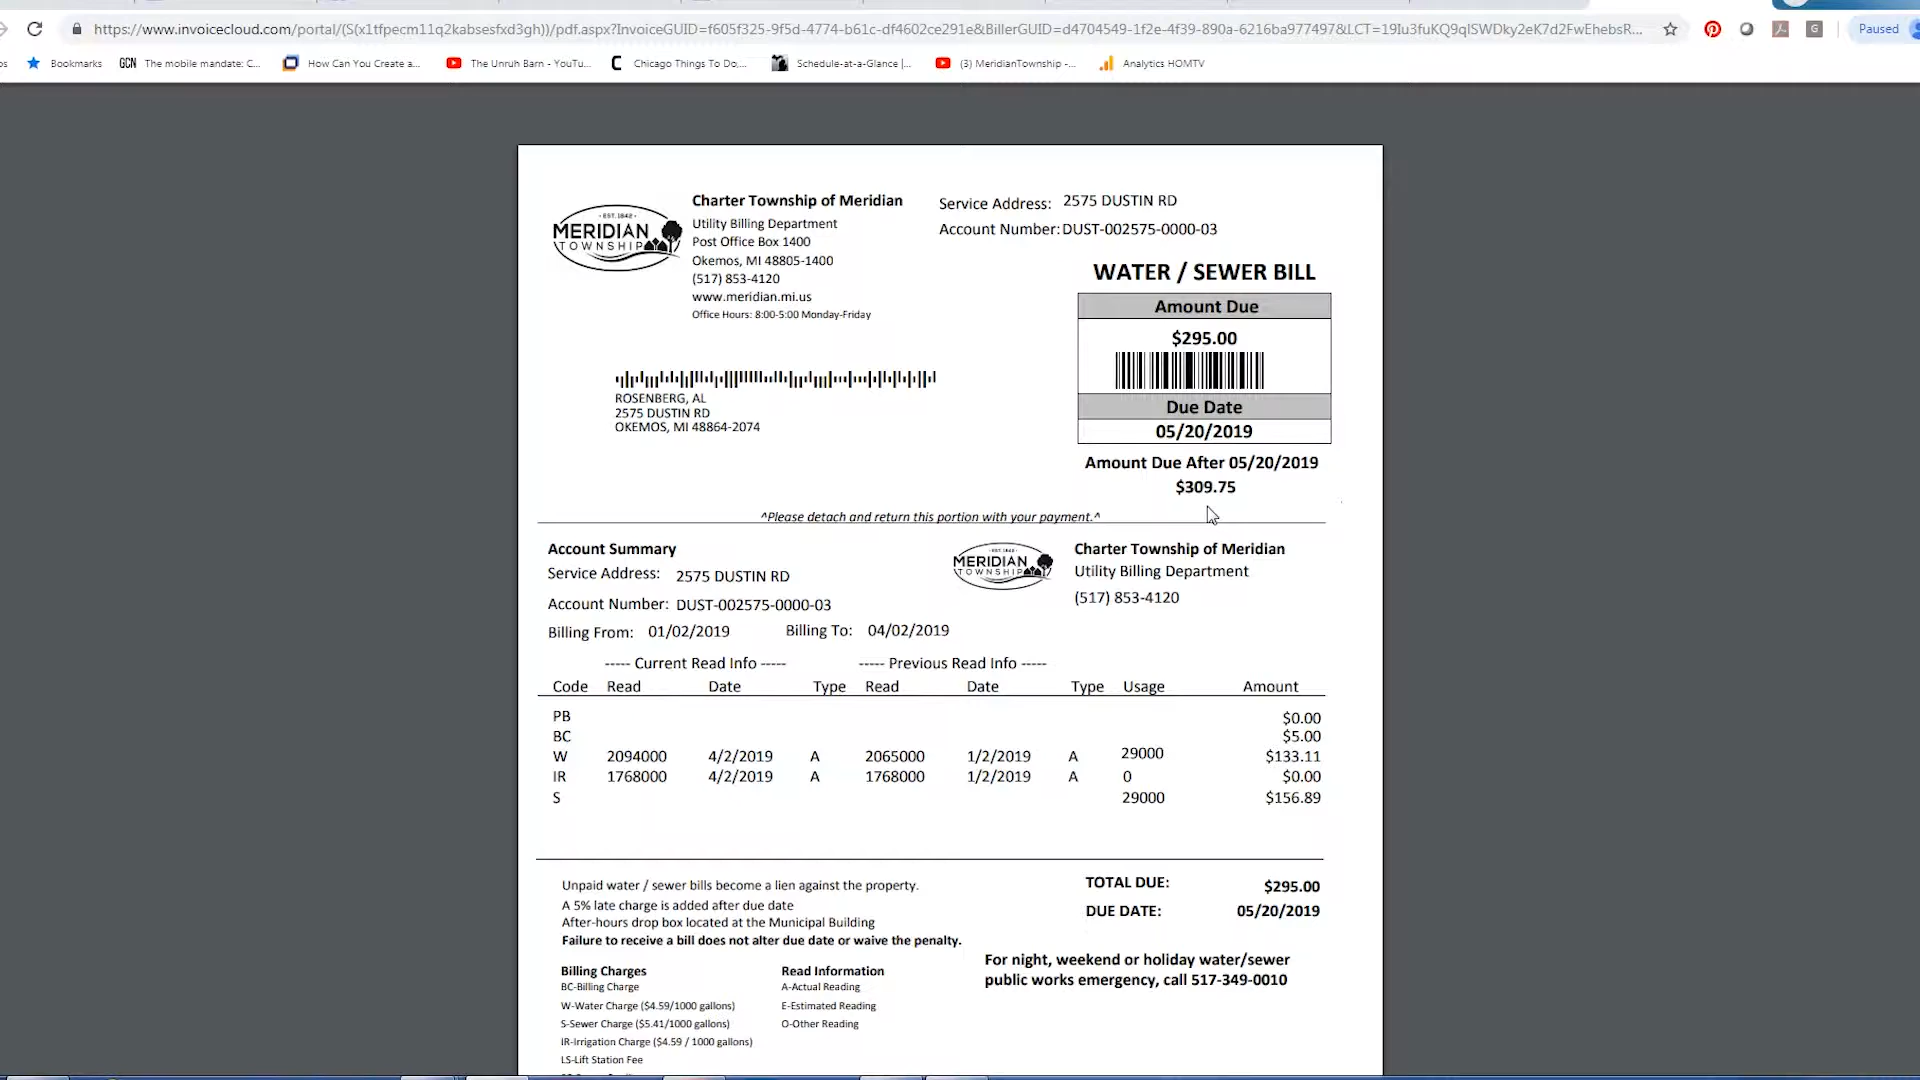 https://www.invoicecloud.com/portal/(S(x1tfpecm11q2kabsesfxd3gh))/pdf.aspx?InvoiceGUID=f605f325-9f5d-4774-b61c-df4602ce291e&BillerGUID=d4704549-1f2e-4f39-890a-6216ba977497&LCT=19Iu3fuKQ9qISWDky2eK7d2FwEhebsR... G Paused
ps Bookmarks GCN The mobile mandate: C... How Can You Create a... The Unruh Barn - YouTu... C Chicago Things To Do,... Schedule-at-a-Glance |... (3) MeridianTownship -... Analytics HOMTV
· EST. 1842 ·
MERIDIAN
TOWNSHIP
Charter Township of Meridian
Utility Billing Department
Post Office Box 1400
Okemos, MI 48805-1400
(517) 853-4120
www.meridian.mi.us
Office Hours: 8:00-5:00 Monday-Friday
Service Address: 2575 DUSTIN RD
Account Number: DUST-002575-0000-03
WATER / SEWER BILL
Amount Due
$295.00
Due Date
05/20/2019
Amount Due After 05/20/2019
$309.75
ROSENBERG, AL
2575 DUSTIN RD
OKEMOS, MI 48864-2074
^Please detach and return this portion with your payment.^
Account Summary
Service Address: 2575 DUSTIN RD
Account Number: DUST-002575-0000-03
Billing From: 01/02/2019 Billing To: 04/02/2019
· EST. 1842 ·
MERIDIAN
TOWNSHIP
Charter Township of Meridian
Utility Billing Department
(517) 853-4120
----- Current Read Info ----- ----- Previous Read Info -----
Code Read Date Type Read Date Type Usage Amount
PB $0.00
BC $5.00
W 2094000 4/2/2019 A 2065000 1/2/2019 A 29000 $133.11
IR 1768000 4/2/2019 A 1768000 1/2/2019 A 0 $0.00
S 29000 $156.89
Unpaid water / sewer bills become a lien against the property.
A 5% late charge is added after due date
After-hours drop box located at the Municipal Building
Failure to receive a bill does not alter due date or waive the penalty.
TOTAL DUE: $295.00
DUE DATE: 05/20/2019
For night, weekend or holiday water/sewer
public works emergency, call 517-349-0010
Billing Charges
BC-Billing Charge
W-Water Charge ($4.59/1000 gallons)
S-Sewer Charge ($5.41/1000 gallons)
IR-Irrigation Charge ($4.59 / 1000 gallons)
LS-Lift Station Fee
Read Information
A-Actual Reading
E-Estimated Reading
O-Other Reading